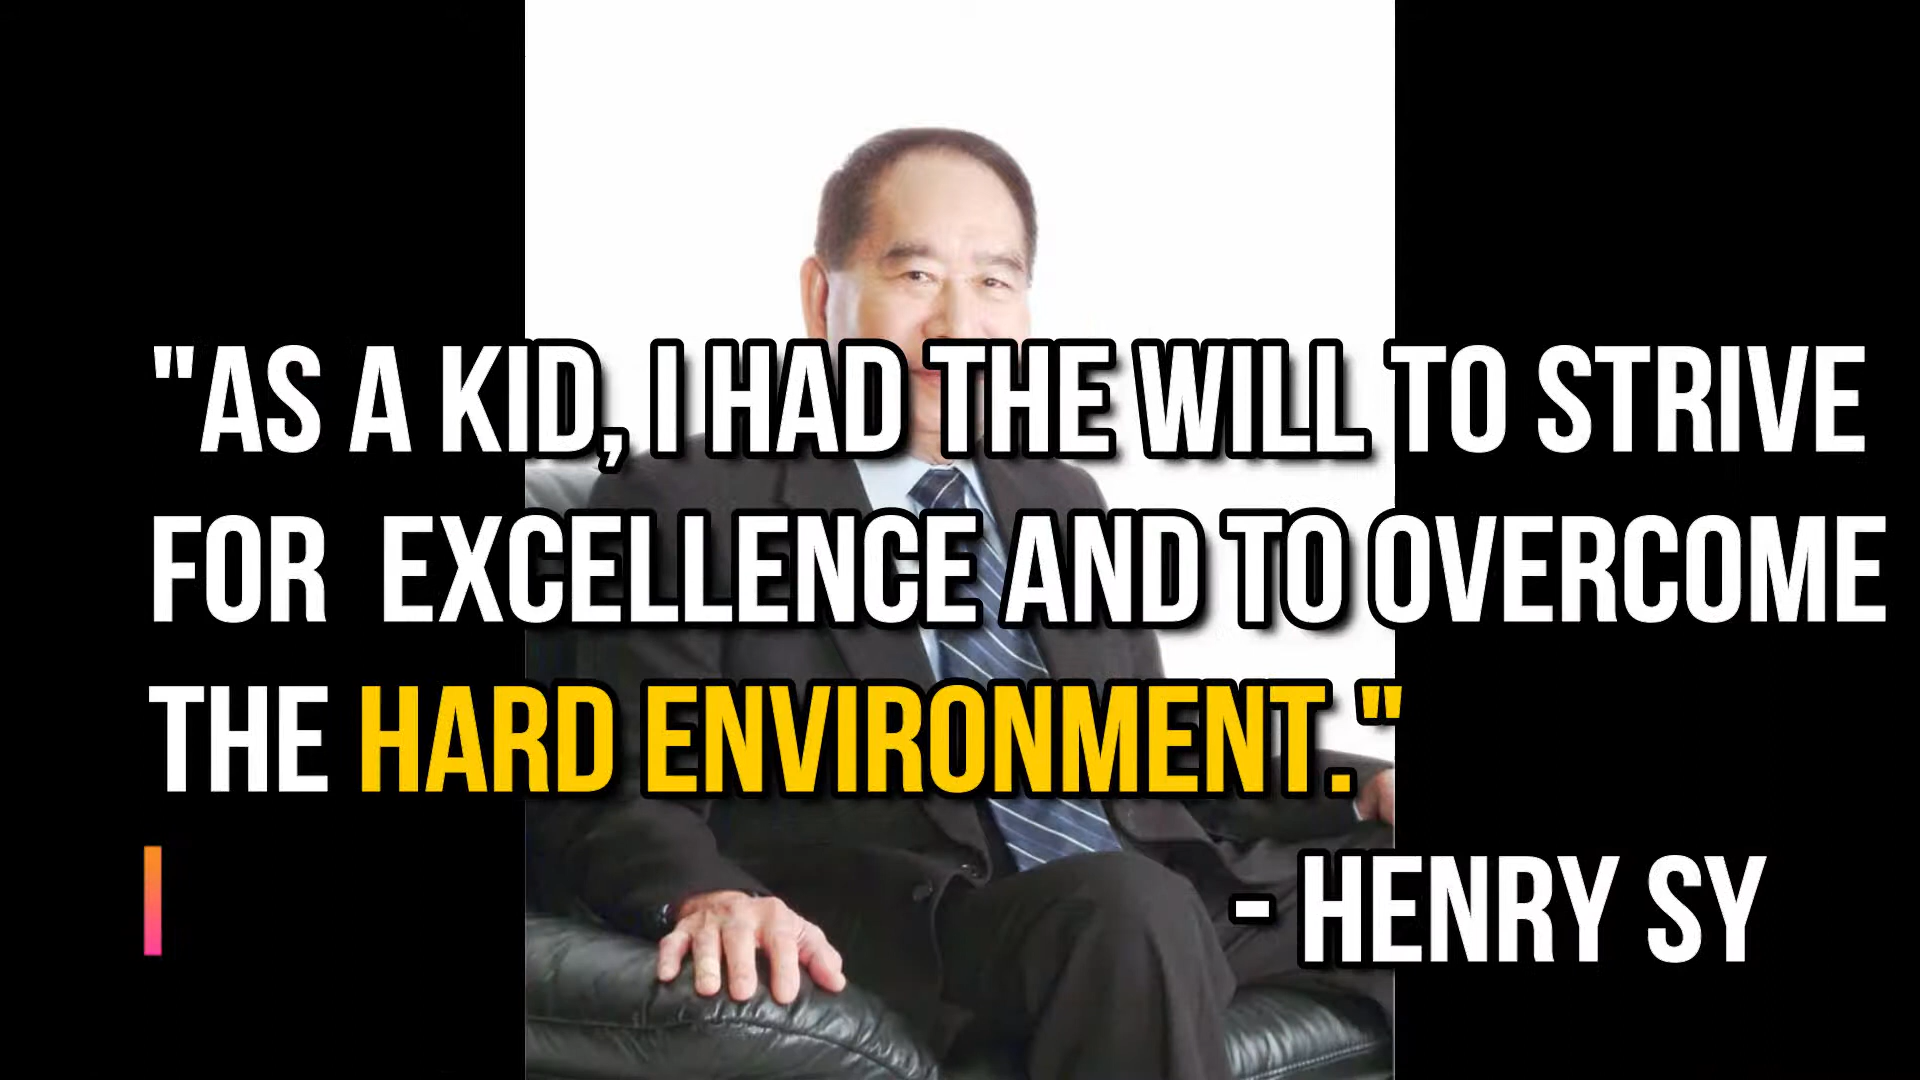 "AS A KID, I HAD THE WILL TO STRIVE
FOR  EXCELLENCE AND TO OVERCOME
THE HARD ENVIRONMENT."
- HENRY SY